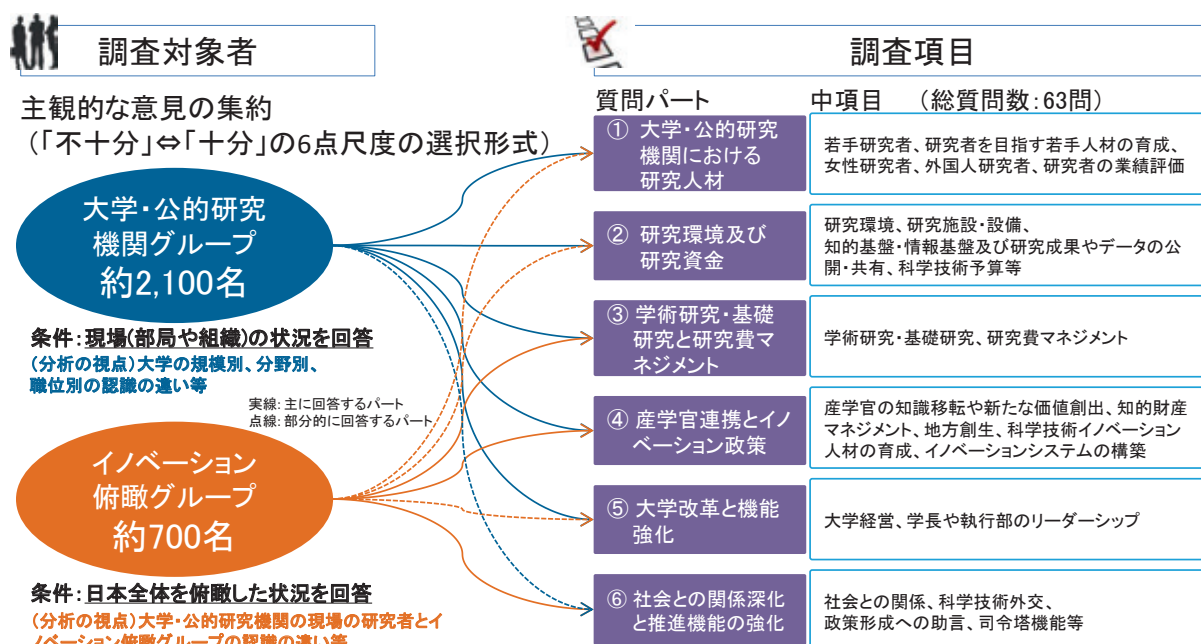 調査対象者
主観的な意見の集約
(「不十分」⇔「十分」の6点尺度の選択形式)
大学・公的研究
機関グループ
約2,100名
条件:現場(部局や組織)の状況を回答
(分析の視点)大学の規模別、分野別、
職位別の認識の違い等
実線: 主に回答するパート
点線: 部分的に回答するパート
イノベーション
俯瞰グループ
約700名
条件:日本全体を俯瞰した状況を回答
(分析の視点)大学・公的研究機関の現場の研究者とイ
ノベーション俯瞰グループの認識の違い等
調査項目
質問パート
中項目 (総質問数:63問)
① 大学・公的研究
機関における
研究人材
若手研究者、研究者を目指す若手人材の育成、
女性研究者、外国人研究者、研究者の業績評価
② 研究環境及び
研究資金
研究環境、研究施設・設備、
知的基盤・情報基盤及び研究成果やデータの公
開・共有、科学技術予算等
③ 学術研究・基礎
研究と研究費マ
ネジメント
学術研究・基礎研究、研究費マネジメント
④ 産学官連携とイノ
ベーション政策
産学官の知識移転や新たな価値創出、知的財産
マネジメント、地方創生、科学技術イノベーション
人材の育成、イノベーションシステムの構築
⑤ 大学改革と機能
強化
大学経営、学長や執行部のリーダーシップ
⑥ 社会との関係深化
と推進機能の強化
社会との関係、科学技術外交、
政策形成への助言、司令塔機能等